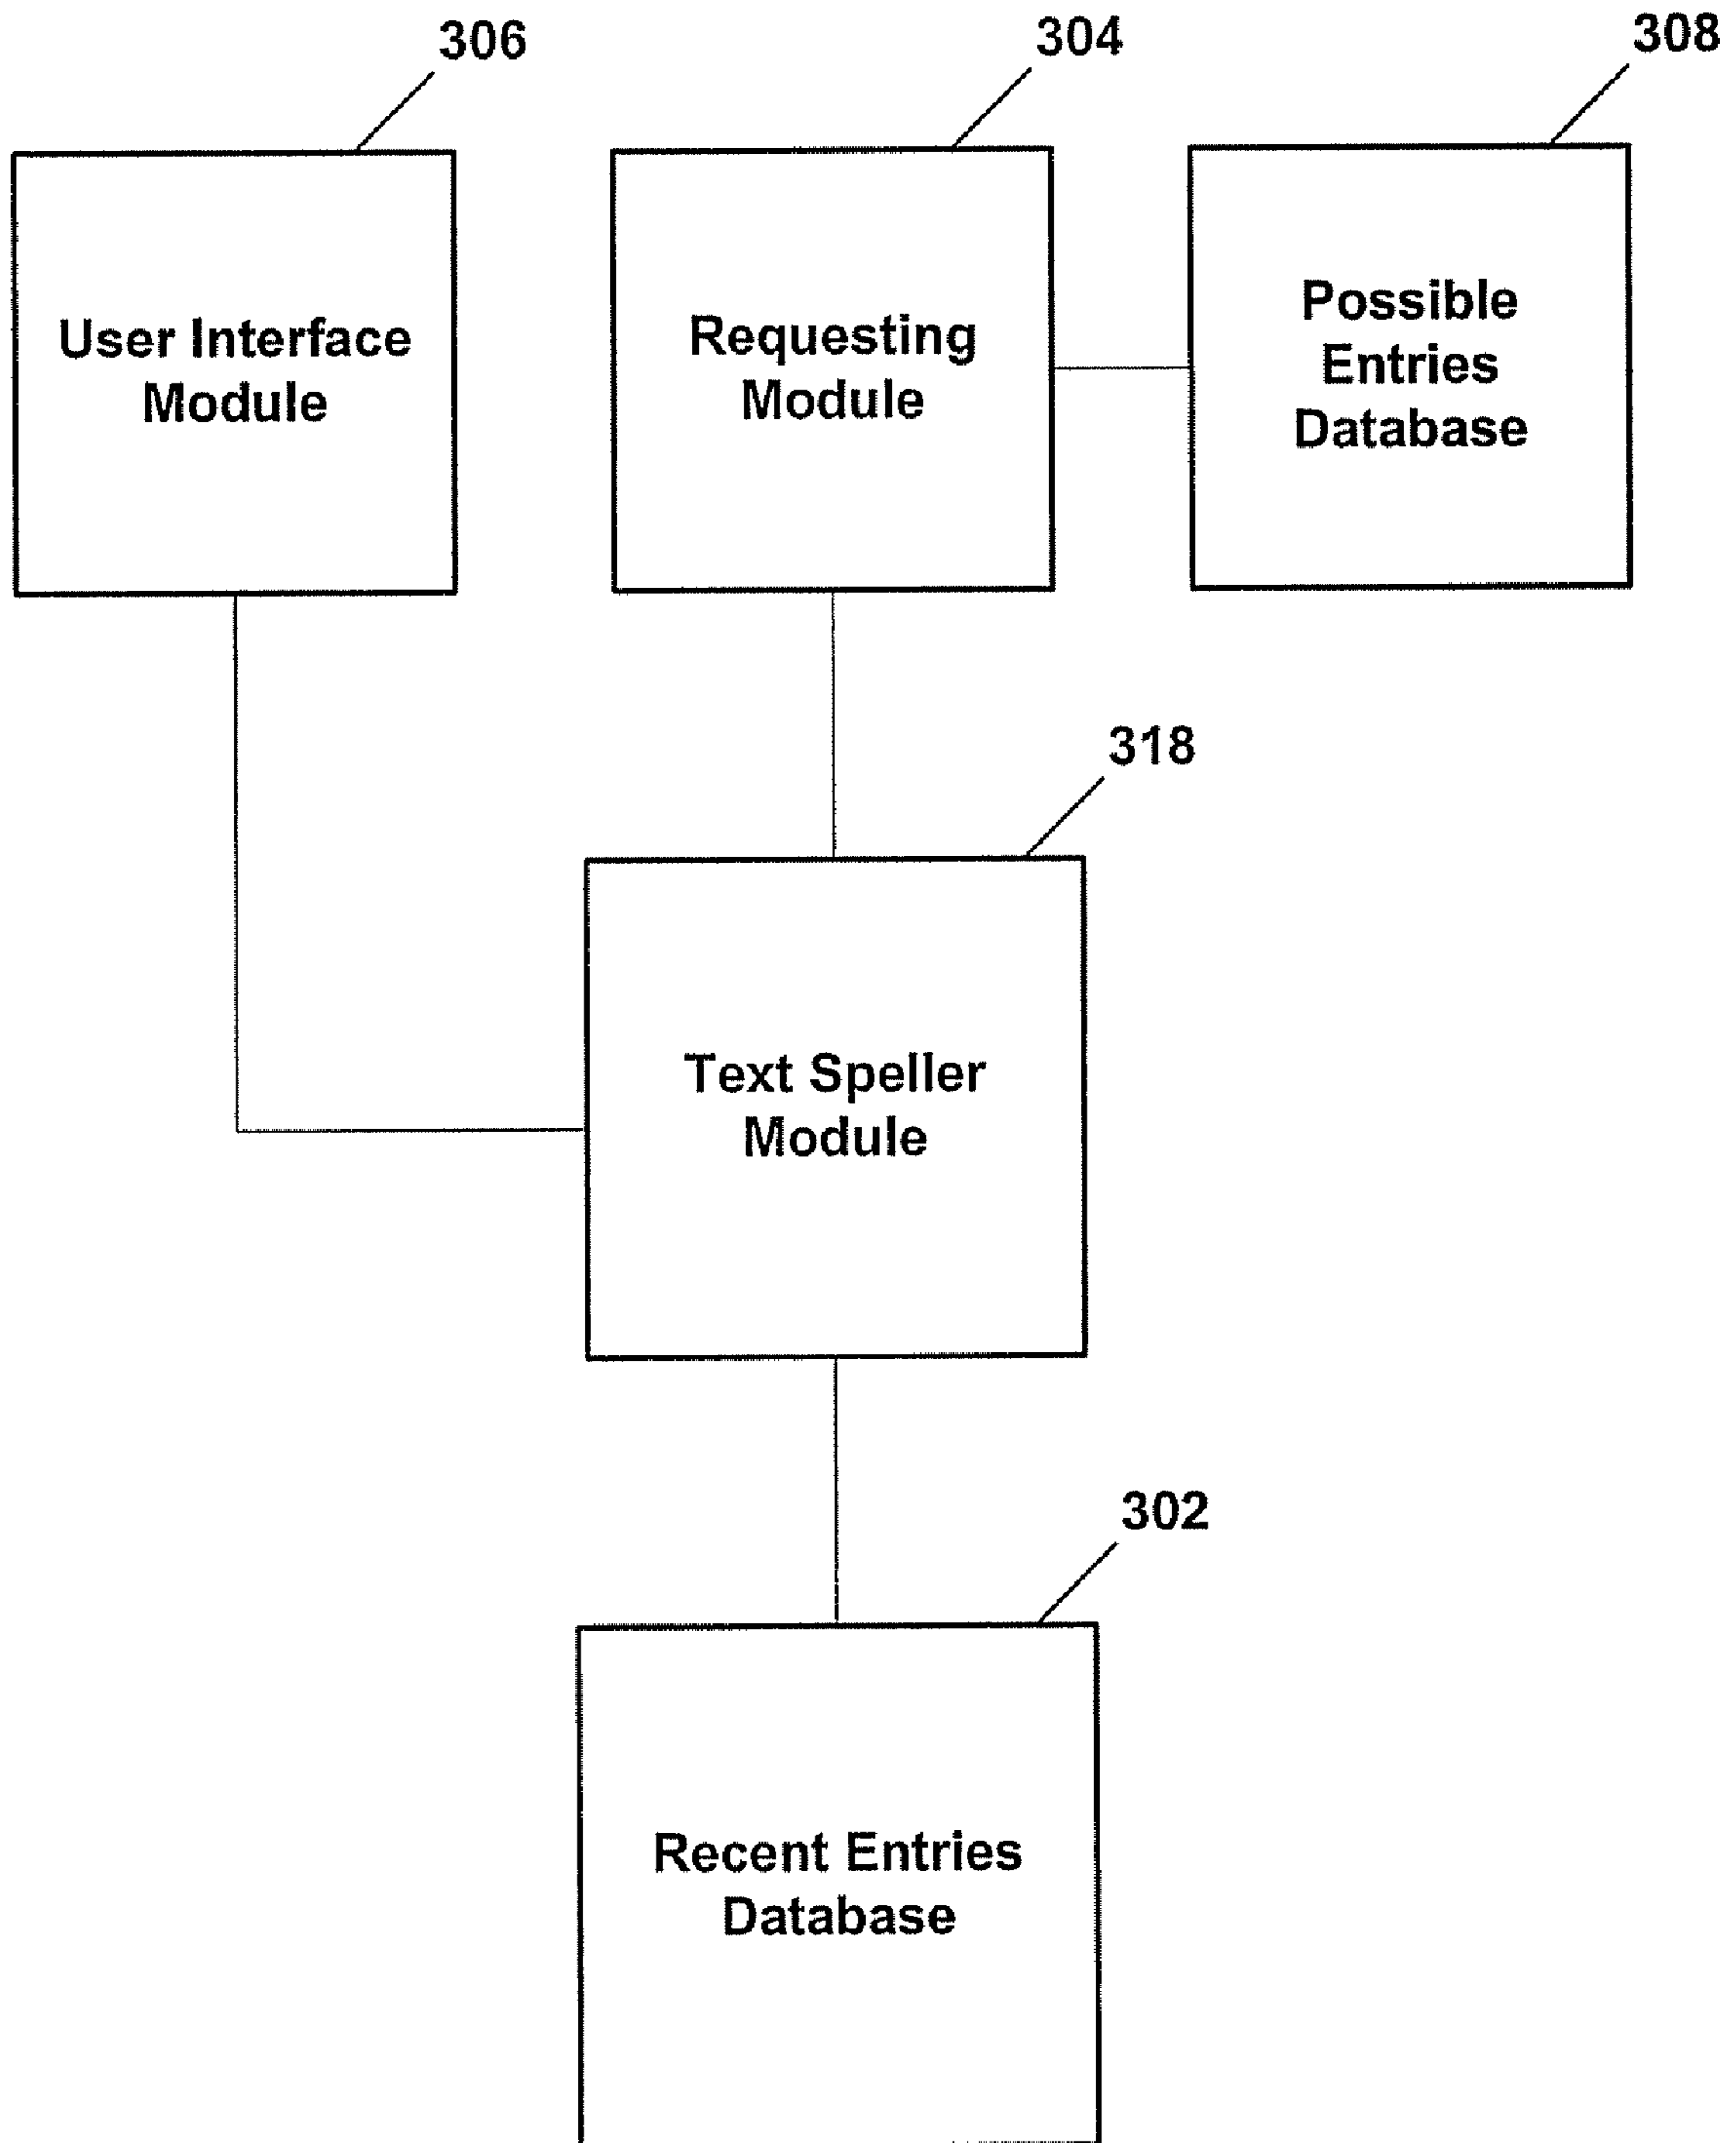 306
304
308
User Interface
Module
Requesting
Module
Possible
Entries
Database
318
Text Speller
Module
302
Recent Entries
Database